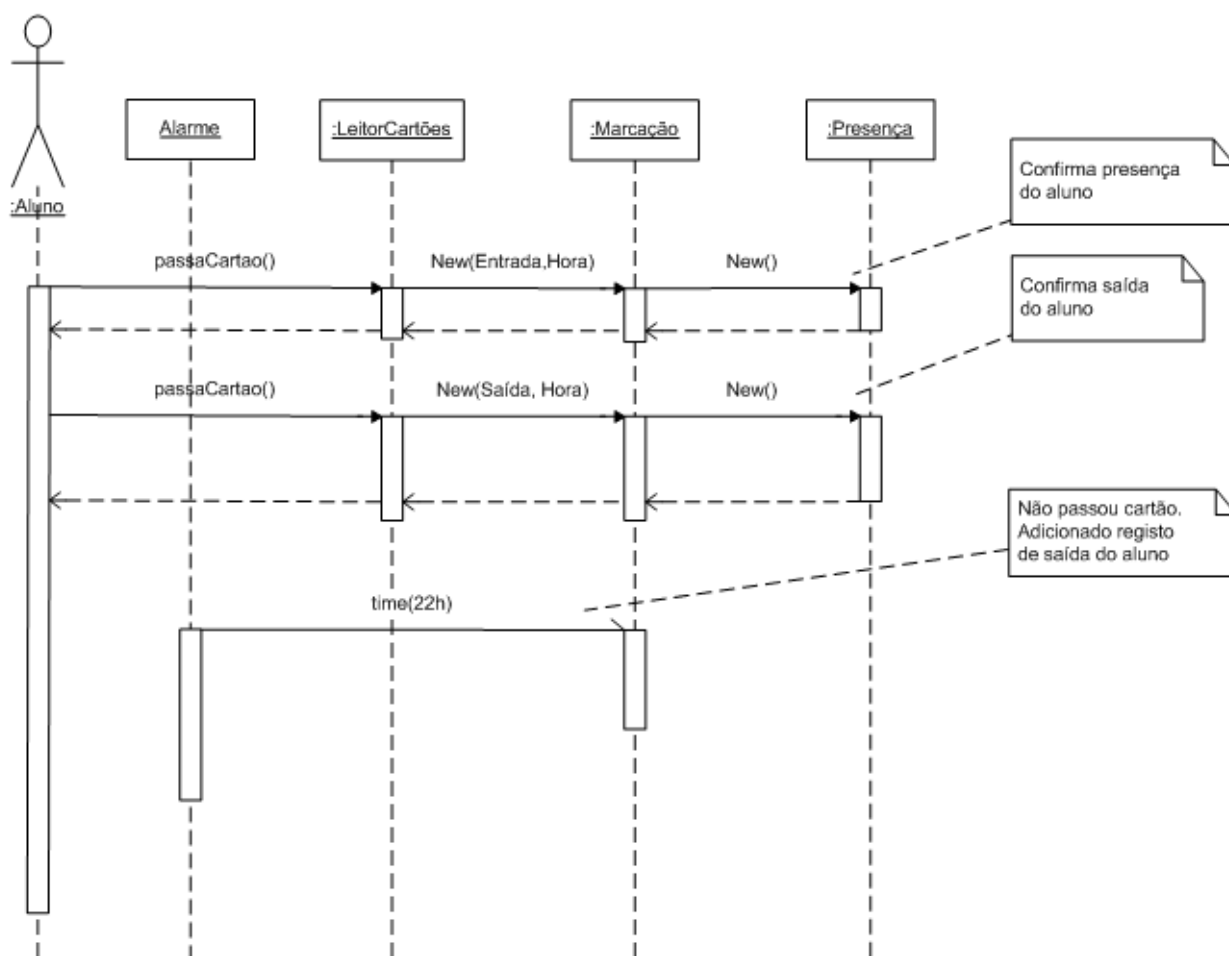 Alarme
:LeitorCartões
:Marcação
:Presença
:Aluno
Confirma presença
do aluno
passaCartao()
New(Entrada,Hora)
New()
Confirma saída
do aluno
passaCartao()
New(Saída, Hora)
New()
Não passou cartão.
Adicionado registo
de saída do aluno
time(22h)